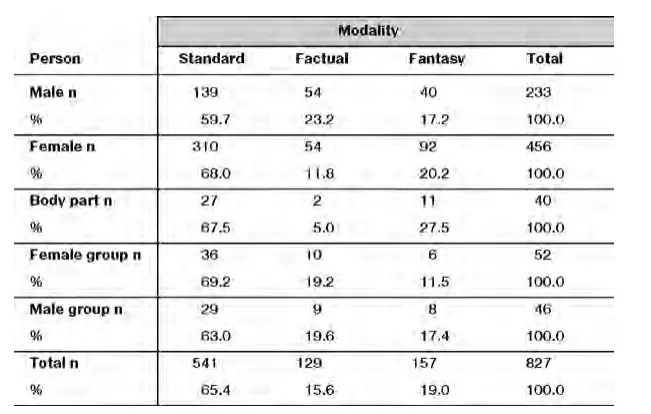 Modality
Person Standard Factual Fantasy Total
Male n 139 54 40 233
% 59.7 23.2 17.2 100.0
Female n 310 54 92 456
% 68.0 11.8 20.2 100.0
Body part n 27 2 11 40
% 67.5 5.0 27.5 100.0
Female group n 36 10 6 52
% 69.2 19.2 11.5 100.0
Male group n 29 9 8 46
% 63.0 19.6 17.4 100.0
Total n 541 129 157 827
% 65.4 15.6 19.0 100.0